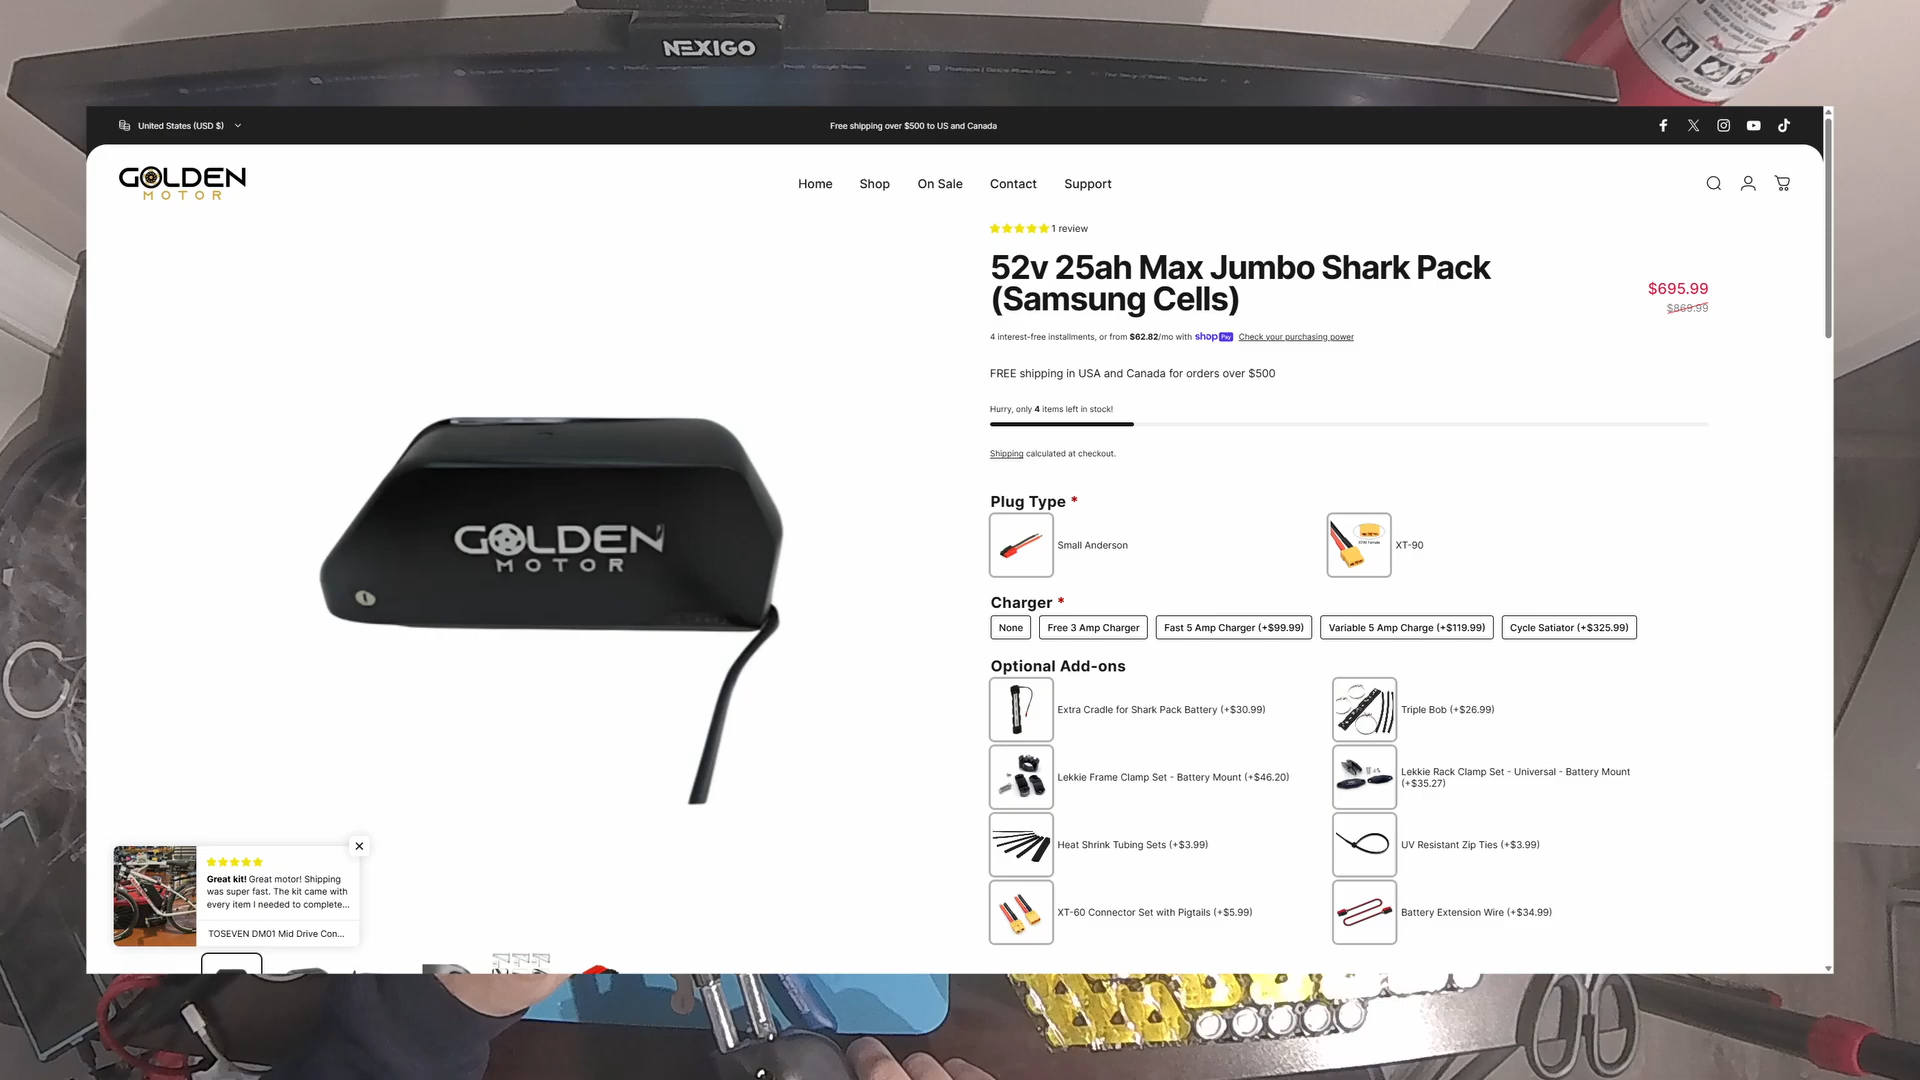 NEXIGO
United States (USD $)
Free shipping over $500 to US and Canada
GOLDEN
MOTOR
Home
Shop
On Sale
Contact
Support
1 review
52v 25ah Max Jumbo Shark Pack
(Samsung Cells)
$695.99
$869.99
4 interest-free installments, or from $62.82/mo with shop Pay Check your purchasing power
FREE shipping in USA and Canada for orders over $500
Hurry, only 4 items left in stock!
Shipping calculated at checkout.
GOLDEN
MOTOR
Plug Type *
Small Anderson
XT-90
Charger *
None
Free 3 Amp Charger
Fast 5 Amp Charger (+$99.99)
Variable 5 Amp Charge (+$119.99)
Cycle Satiator (+$325.99)
Optional Add-ons
Extra Cradle for Shark Pack Battery (+$30.99)
Triple Bob (+$26.99)
Lekkie Frame Clamp Set - Battery Mount (+$46.20)
Lekkie Rack Clamp Set - Universal - Battery Mount
(+$35.27)
Heat Shrink Tubing Sets (+$3.99)
UV Resistant Zip Ties (+$3.99)
XT-60 Connector Set with Pigtails (+$5.99)
Battery Extension Wire (+$34.99)
Great kit! Great motor! Shipping
was super fast. The kit came with
every item I needed to complete...
TOSEVEN DM01 Mid Drive Con...